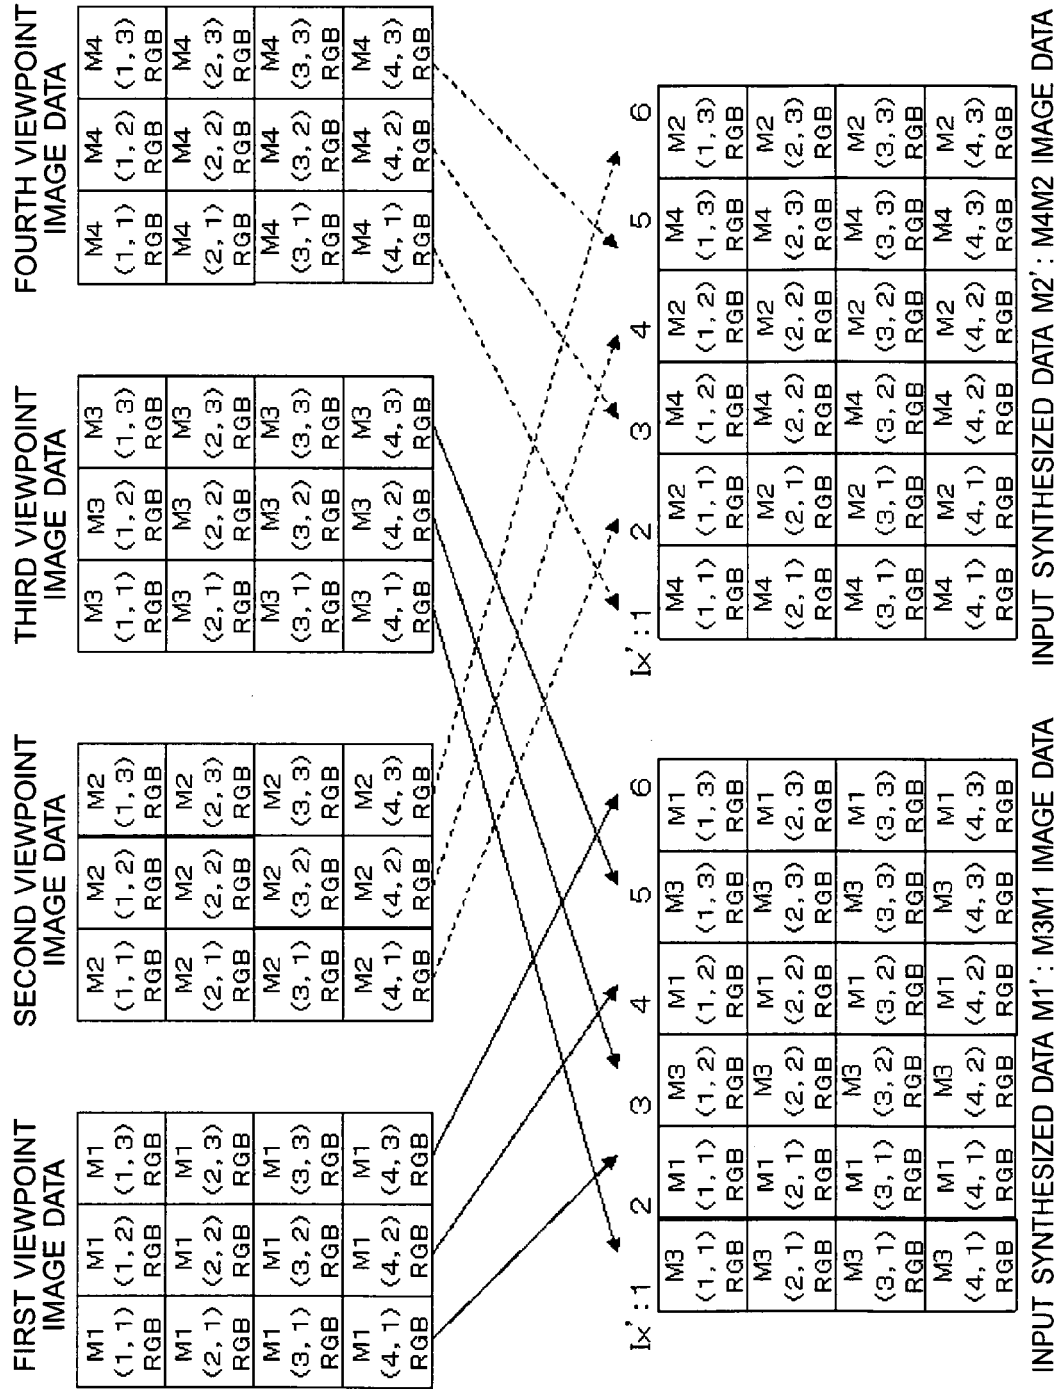 FIRST VIEWPOINT
IMAGE DATA
M1 M1 M1
(1, 1) (1, 2) (1, 3)
RGB RGB RGB
M1 M1 M1
(2, 1) (2, 2) (2, 3)
RGB RGB RGB
M1 M1 M1
(3, 1) (3, 2) (3, 3)
RGB RGB RGB
M1 M1 M1
(4, 1) (4, 2) (4, 3)
RGB RGB RGB
SECOND VIEWPOINT
IMAGE DATA
M2 M2 M2
(1, 1) (1, 2) (1, 3)
RGB RGB RGB
M2 M2 M2
(2, 1) (2, 2) (2, 3)
RGB RGB RGB
M2 M2 M2
(3, 1) (3, 2) (3, 3)
RGB RGB RGB
M2 M2 M2
(4, 1) (4, 2) (4, 3)
RGB RGB RGB
THIRD VIEWPOINT
IMAGE DATA
M3 M3 M3
(1, 1) (1, 2) (1, 3)
RGB RGB RGB
M3 M3 M3
(2, 1) (2, 2) (2, 3)
RGB RGB RGB
M3 M3 M3
(3, 1) (3, 2) (3, 3)
RGB RGB RGB
M3 M3 M3
(4, 1) (4, 2) (4, 3)
RGB RGB RGB
FOURTH VIEWPOINT
IMAGE DATA
M4 M4 M4
(1, 1) (1, 2) (1, 3)
RGB RGB RGB
M4 M4 M4
(2, 1) (2, 2) (2, 3)
RGB RGB RGB
M4 M4 M4
(3, 1) (3, 2) (3, 3)
RGB RGB RGB
M4 M4 M4
(4, 1) (4, 2) (4, 3)
RGB RGB RGB
Ix' : 1 2 3 4 5 6
M3 M1 M3 M1 M3 M1
(1, 1) (1, 1) (1, 2) (1, 2) (1, 3) (1, 3)
RGB RGB RGB RGB RGB RGB
M3 M1 M3 M1 M3 M1
(2, 1) (2, 1) (2, 2) (2, 2) (2, 3) (2, 3)
RGB RGB RGB RGB RGB RGB
M3 M1 M3 M1 M3 M1
(3, 1) (3, 1) (3, 2) (3, 2) (3, 3) (3, 3)
RGB RGB RGB RGB RGB RGB
M3 M1 M3 M1 M3 M1
(4, 1) (4, 1) (4, 2) (4, 2) (4, 3) (4, 3)
RGB RGB RGB RGB RGB RGB
INPUT SYNTHESIZED DATA M1' : M3M1 IMAGE DATA
Ix' : 1 2 3 4 5 6
M4 M2 M4 M2 M4 M2
(1, 1) (1, 1) (1, 2) (1, 2) (1, 3) (1, 3)
RGB RGB RGB RGB RGB RGB
M4 M2 M4 M2 M4 M2
(2, 1) (2, 1) (2, 2) (2, 2) (2, 3) (2, 3)
RGB RGB RGB RGB RGB RGB
M4 M2 M4 M2 M4 M2
(3, 1) (3, 1) (3, 2) (3, 2) (3, 3) (3, 3)
RGB RGB RGB RGB RGB RGB
M4 M2 M4 M2 M4 M2
(4, 1) (4, 1) (4, 2) (4, 2) (4, 3) (4, 3)
RGB RGB RGB RGB RGB RGB
INPUT SYNTHESIZED DATA M2' : M4M2 IMAGE DATA